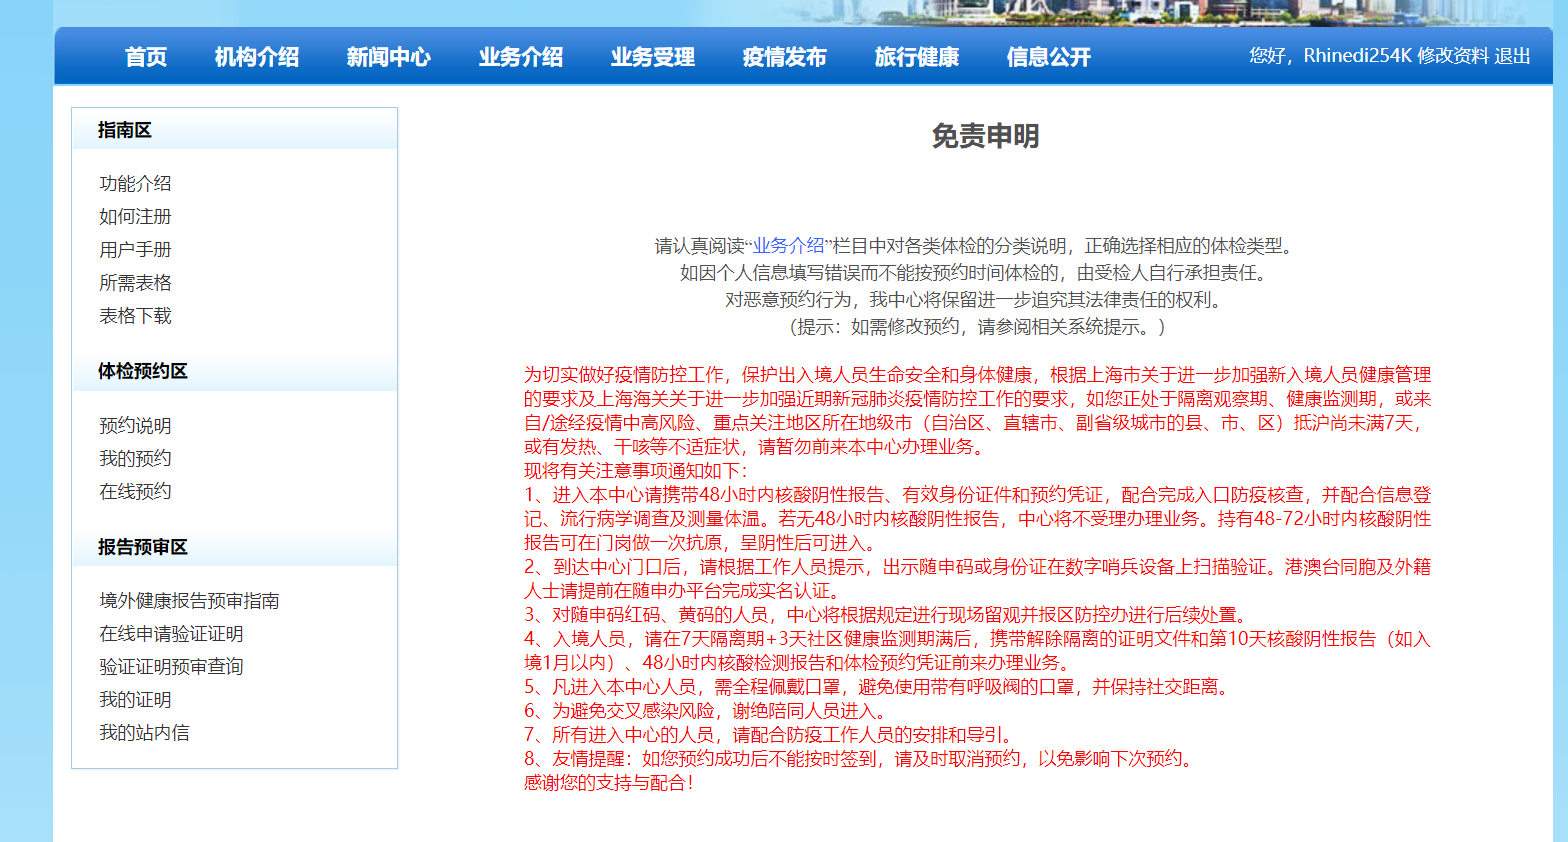 首页 机构介绍 新闻中心 业务介绍 业务受理 疫情发布 旅行健康 信息公开 您好，Rhinedi254K 修改资料 退出
指南区
功能介绍
如何注册
用户手册
所需表格
表格下载
体检预约区
预约说明
我的预约
在线预约
报告预审区
境外健康报告预审指南
在线申请验证证明
验证证明预审查询
我的证明
我的站内信
免责申明
请认真阅读“业务介绍”栏目中对各类体检的分类说明，正确选择相应的体检类型。
如因个人信息填写错误而不能按预约时间体检的，由受检人自行承担责任。
对恶意预约行为，我中心将保留进一步追究其法律责任的权利。
（提示：如需修改预约，请参阅相关系统提示。）
为切实做好疫情防控工作，保护出入境人员生命安全和身体健康，根据上海市关于进一步加强新入境人员健康管理
的要求及上海海关关于进一步加强近期新冠肺炎疫情防控工作的要求，如您正处于隔离观察期、健康监测期，或来
自/途经疫情中高风险、重点关注地区所在地级市（自治区、直辖市、副省级城市的县、市、区）抵沪尚未满7天，
或有发热、干咳等不适症状，请暂勿前来本中心办理业务。
现将有关注意事项通知如下：
1、进入本中心请携带48小时内核酸阴性报告、有效身份证件和预约凭证，配合完成入口防疫核查，并配合信息登
记、流行病学调查及测量体温。若无48小时内核酸阴性报告，中心将不受理办理业务。持有48-72小时内核酸阴性
报告可在门岗做一次抗原，呈阴性后可进入。
2、到达中心门口后，请根据工作人员提示，出示随申码或身份证在数字哨兵设备上扫描验证。港澳台同胞及外籍
人士请提前在随申办平台完成实名认证。
3、对随申码红码、黄码的人员，中心将根据规定进行现场留观并报区防控办进行后续处置。
4、入境人员，请在7天隔离期+3天社区健康监测期满后，携带解除隔离的证明文件和第10天核酸阴性报告（如入
境1月以内）、48小时内核酸检测报告和体检预约凭证前来办理业务。
5、凡进入本中心人员，需全程佩戴口罩，避免使用带有呼吸阀的口罩，并保持社交距离。
6、为避免交叉感染风险，谢绝陪同人员进入。
7、所有进入中心的人员，请配合防疫工作人员的安排和导引。
8、友情提醒：如您预约成功后不能按时签到，请及时取消预约，以免影响下次预约。
感谢您的支持与配合！